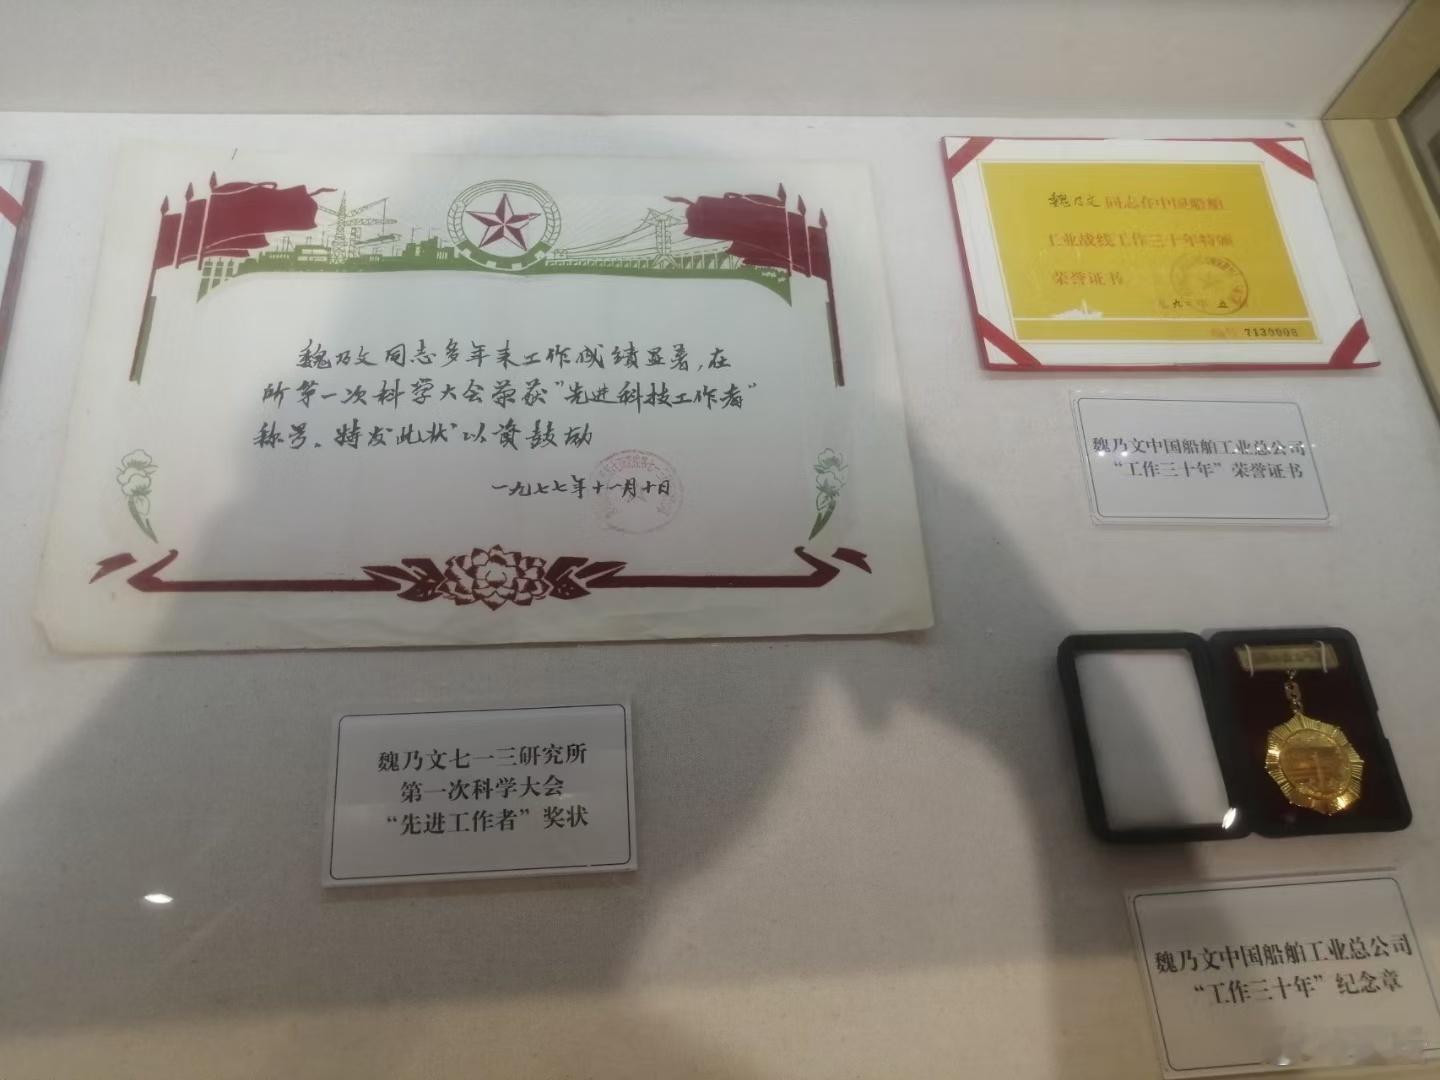 魏乃文同志多年来工作成绩显著，在
所第一次科学大会荣获“先进科技工作者”
称号。特发此状以资鼓励
一九七七年十一月十日
魏乃文七一三研究所
第一次科学大会
“先进工作者”奖状
魏乃文同志在中国船舶
工业战线工作三十年特颁
荣誉证书
编号 7139998
魏乃文中国船舶工业总公司
“工作三十年”荣誉证书
魏乃文中国船舶工业总公司
“工作三十年”纪念章